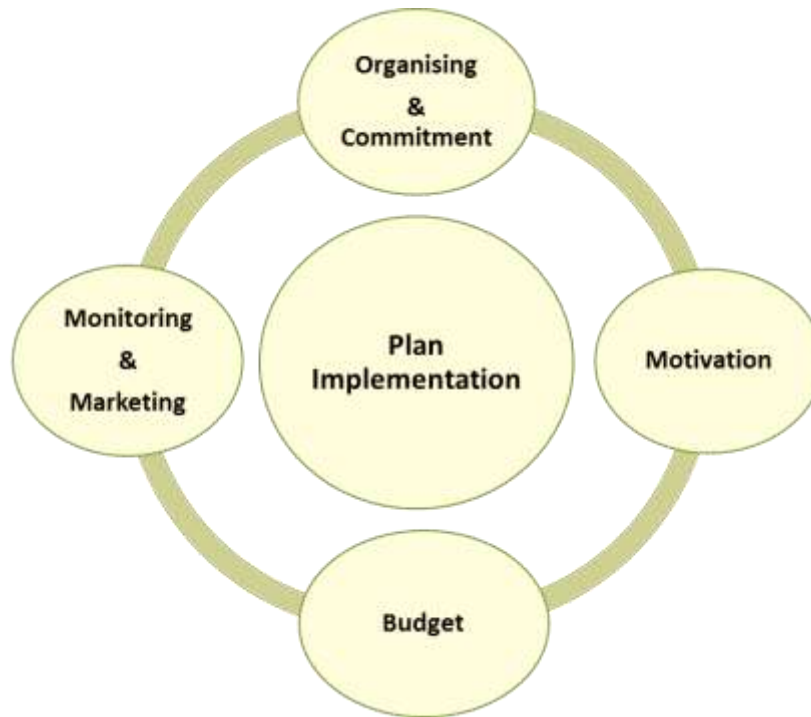 Organising
&
Commitment
Monitoring
&
Marketing
Plan
Implementation
Motivation
Budget